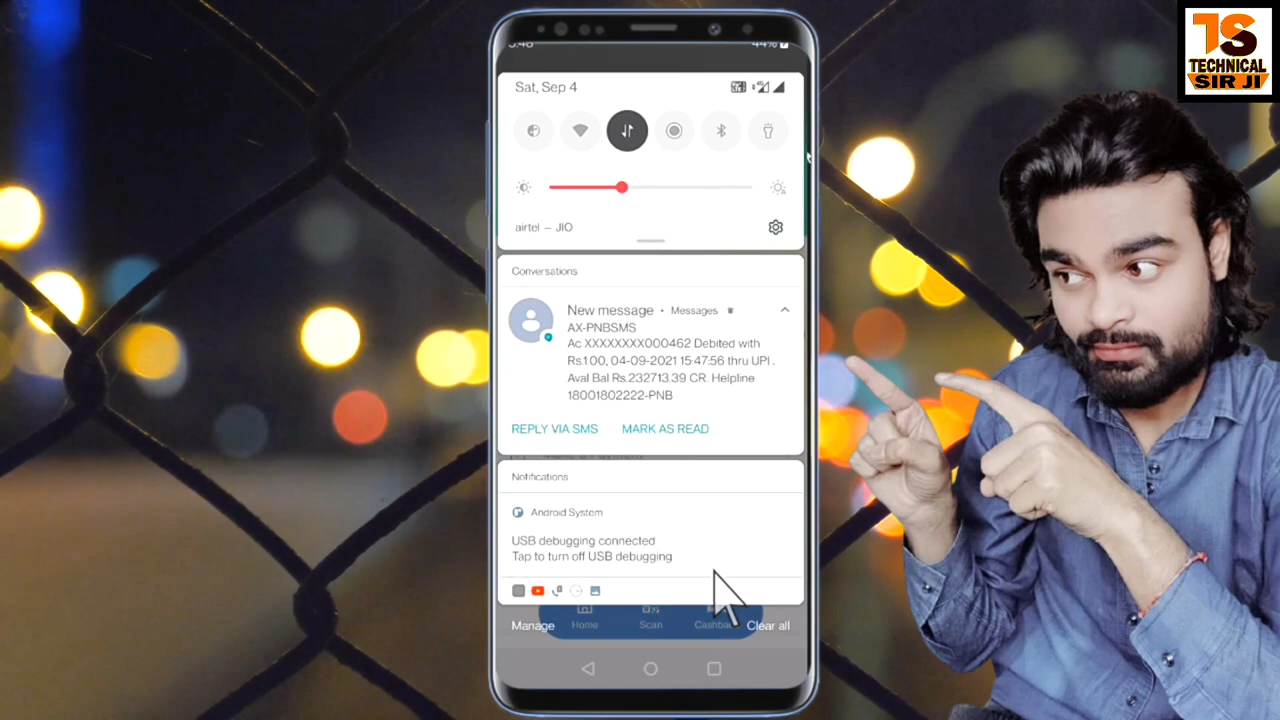 TS
TECHNICAL
SIR JI
44%
Sat, Sep 4
airtel – JIO
Conversations
New message • Messages
AX-PNBSMS
Ac XXXXXXXX000462 Debited with
Rs.100, 04-09-2021 15:47:56 thru UPI .
Aval Bal Rs.232713.39 CR. Helpline
18001802222-PNB
REPLY VIA SMS MARK AS READ
Notifications
Android System
USB debugging connected
Tap to turn off USB debugging
Home Scan
Manage Clear all